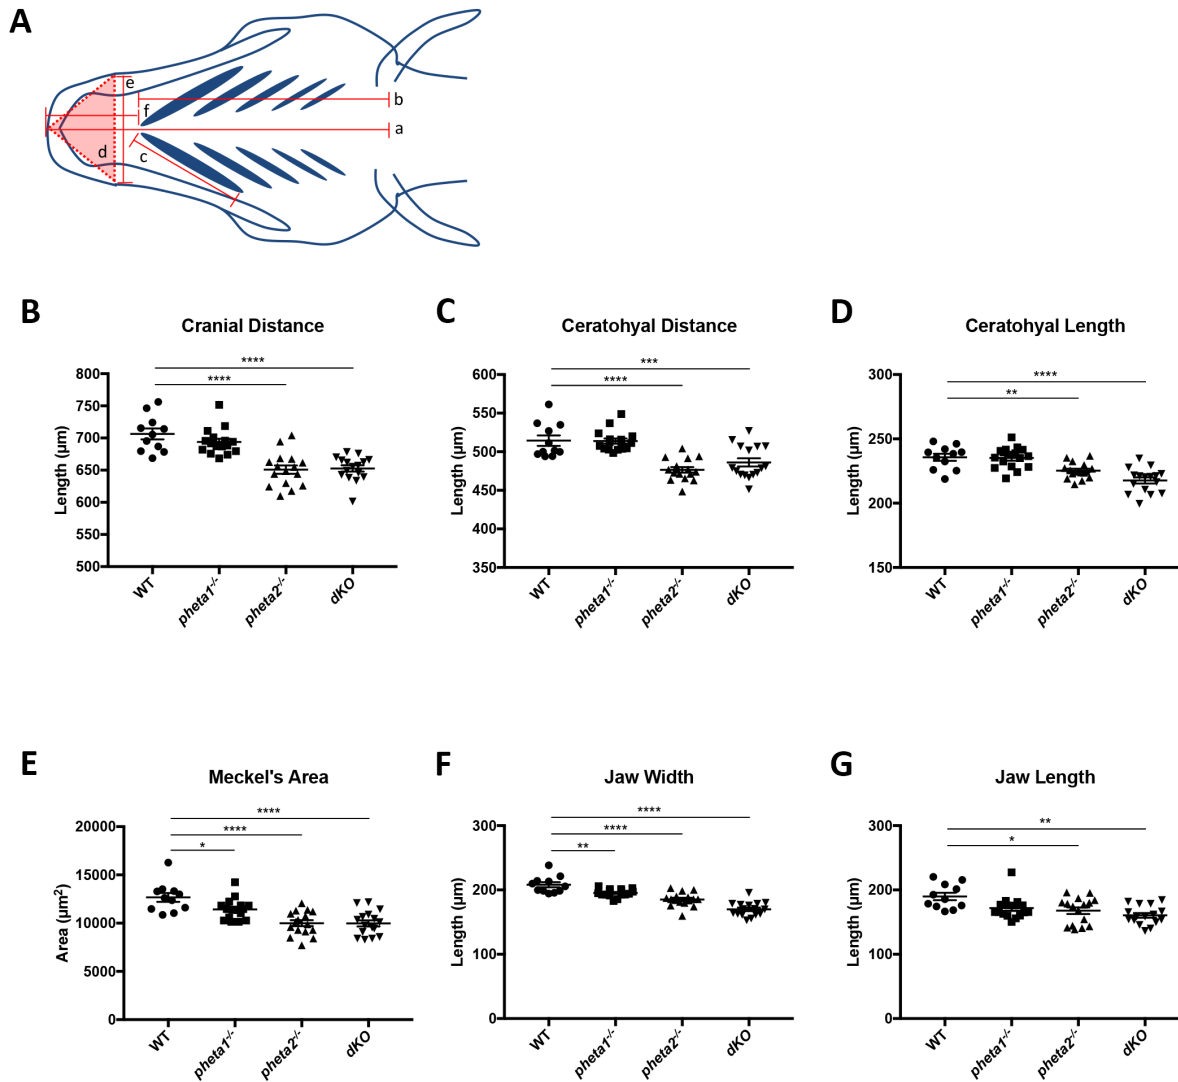 A
e
b
f
a
d
c
B
Cranial Distance
****
****
Length (µm)
800
750
700
650
600
550
500
WT
pheta1-/-
pheta2-/-
dKO
C
Ceratohyal Distance
***
****
Length (µm)
600
550
500
450
400
350
WT
pheta1-/-
pheta2-/-
dKO
D
Ceratohyal Length
****
**
Length (µm)
300
250
200
150
WT
pheta1-/-
pheta2-/-
dKO
E
Meckel's Area
****
****
*
Area (µm2)
20000
15000
10000
5000
0
WT
pheta1-/-
pheta2-/-
dKO
F
Jaw Width
****
****
**
Length (µm)
300
200
100
0
WT
pheta1-/-
pheta2-/-
dKO
G
Jaw Length
**
*
Length (µm)
300
200
100
0
WT
pheta1-/-
pheta2-/-
dKO